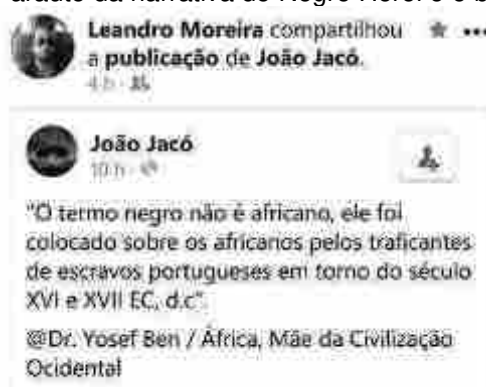 Leandro Moreira compartilhou
a publicação de João Jacó.
4 h
João Jacó
10 h
"O termo negro não é africano, ele foi
colocado sobre os africanos pelos traficantes
de escravos portugueses em torno do século
XVI e XVII EC, d.c".
@Dr. Yosef Ben / África, Mãe da Civilização
Ocidental